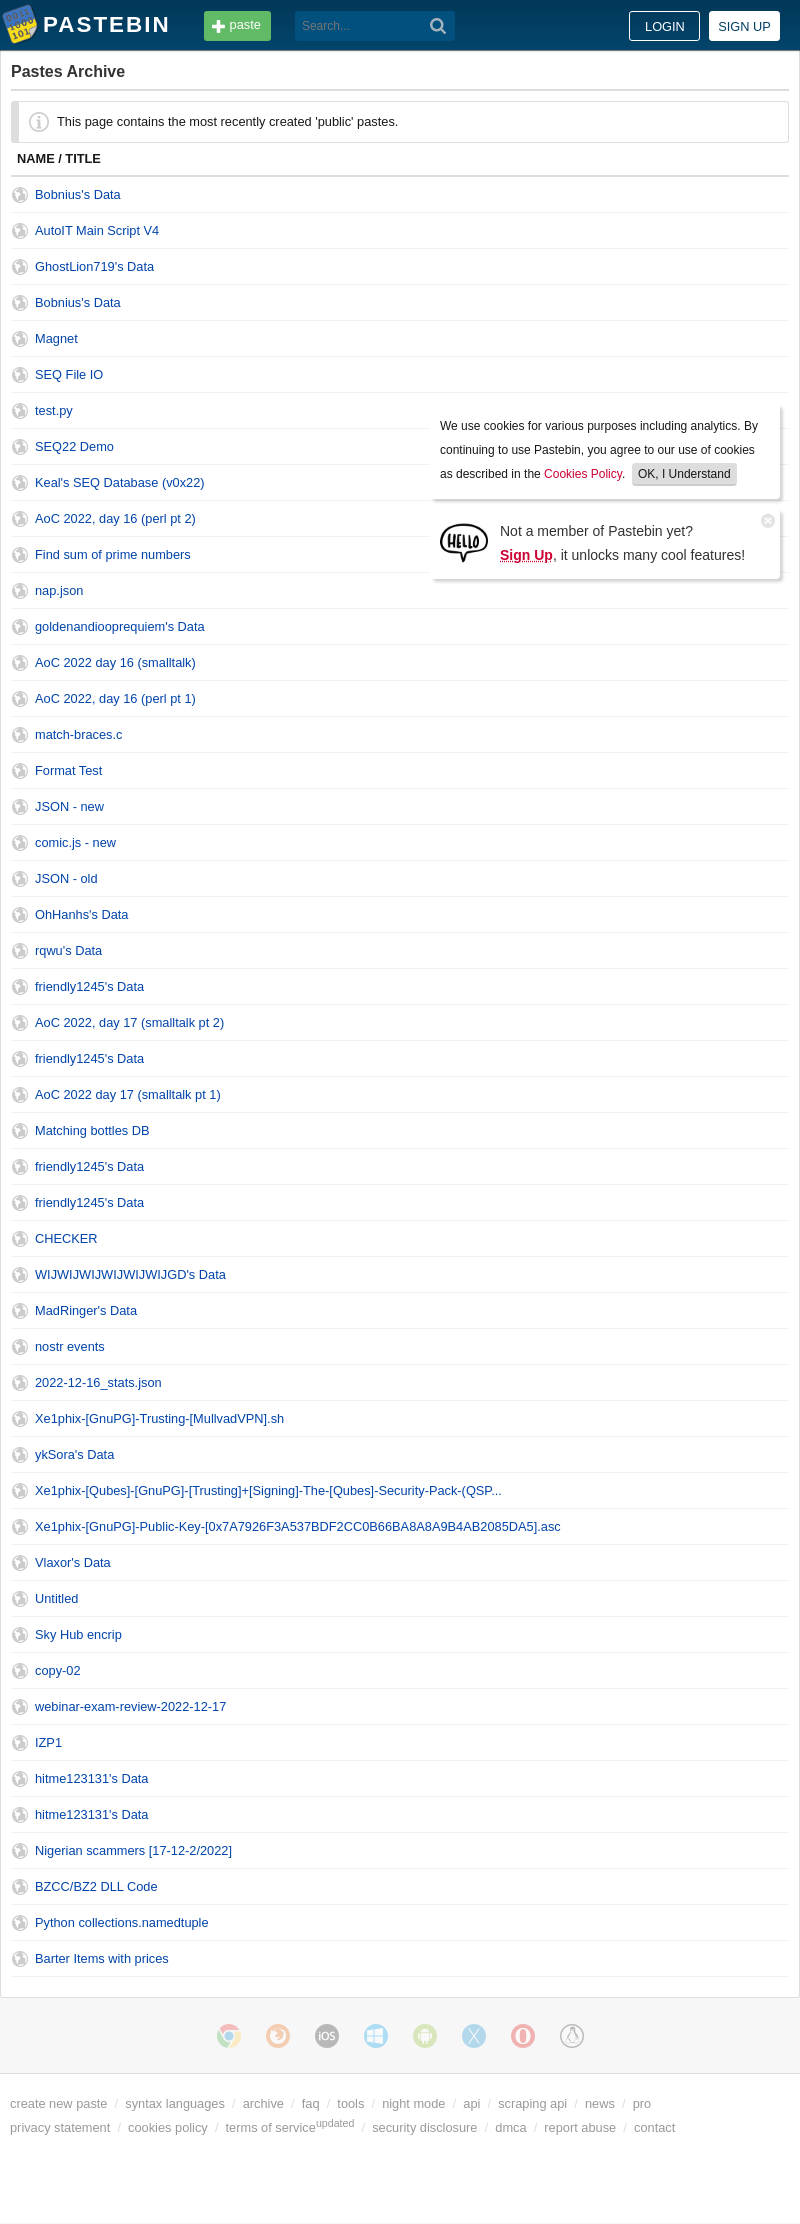 PASTEBIN
paste
Search...
LOGIN
SIGN UP
Pastes Archive
This page contains the most recently created 'public' pastes.
NAME / TITLE
Bobnius's Data
AutoIT Main Script V4
GhostLion719's Data
Bobnius's Data
Magnet
SEQ File IO
test.py
SEQ22 Demo
Keal's SEQ Database (v0x22)
AoC 2022, day 16 (perl pt 2)
Find sum of prime numbers
We use cookies for various purposes including analytics. By
continuing to use Pastebin, you agree to our use of cookies
as described in the Cookies Policy. OK, I Understand
HELLO
Not a member of Pastebin yet?
Sign Up, it unlocks many cool features!
nap.json
goldenandiooprequiem's Data
AoC 2022 day 16 (smalltalk)
AoC 2022, day 16 (perl pt 1)
match-braces.c
Format Test
JSON - new
comic.js - new
JSON - old
OhHanhs's Data
rqwu's Data
friendly1245's Data
AoC 2022, day 17 (smalltalk pt 2)
friendly1245's Data
AoC 2022 day 17 (smalltalk pt 1)
Matching bottles DB
friendly1245's Data
friendly1245's Data
CHECKER
WIJWIJWIJWIJWIJWIJGD's Data
MadRinger's Data
nostr events
2022-12-16_stats.json
Xe1phix-[GnuPG]-Trusting-[MullvadVPN].sh
ykSora's Data
Xe1phix-[Qubes]-[GnuPG]-[Trusting]+[Signing]-The-[Qubes]-Security-Pack-(QSP...
Xe1phix-[GnuPG]-Public-Key-[0x7A7926F3A537BDF2CC0B66BA8A8A9B4AB2085DA5].asc
Vlaxor's Data
Untitled
Sky Hub encrip
copy-02
webinar-exam-review-2022-12-17
IZP1
hitme123131's Data
hitme123131's Data
Nigerian scammers [17-12-2/2022]
BZCC/BZ2 DLL Code
Python collections.namedtuple
Barter Items with prices
iOS
create new paste / syntax languages / archive / faq / tools / night mode / api / scraping api / news / pro
privacy statement / cookies policy / terms of serviceupdated / security disclosure / dmca / report abuse / contact